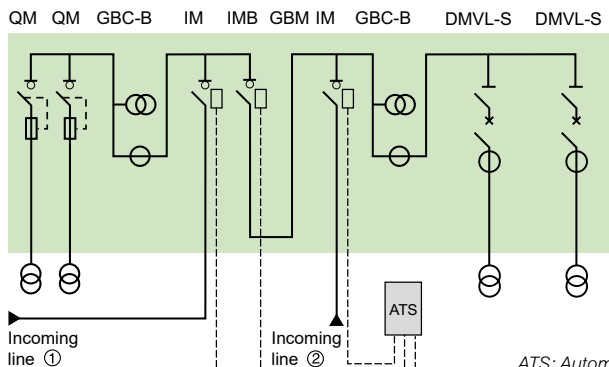 QM QM GBC-B IM IMB GBM IM GBC-B DMVL-S DMVL-S
ATS
Incoming
line ①
Incoming
line ②
ATS: Autom